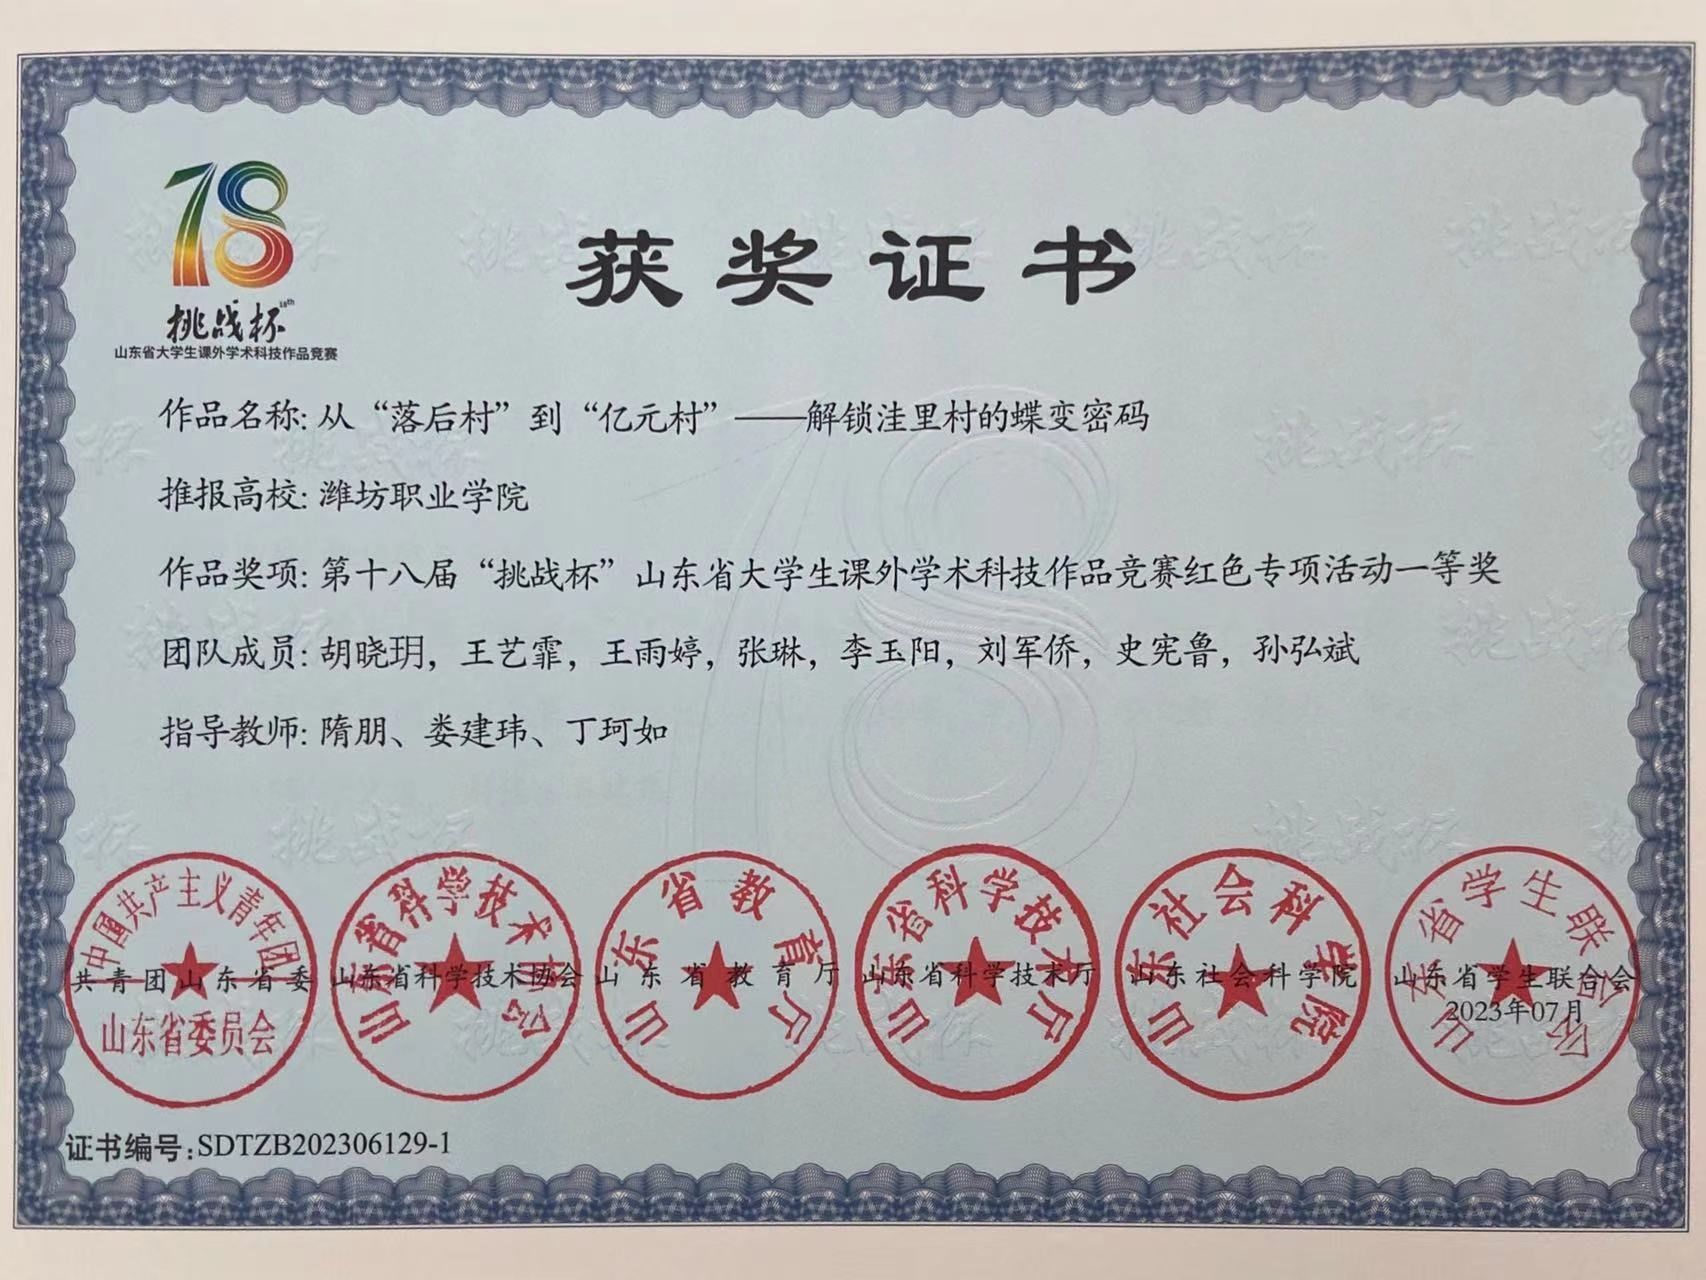 18
挑战杯 18th
山东省大学生课外学术科技作品竞赛
获奖证书
作品名称: 从“落后村”到“亿元村”——解锁洼里村的蝶变密码
推报高校: 潍坊职业学院
作品奖项: 第十八届“挑战杯”山东省大学生课外学术科技作品竞赛红色专项活动一等奖
团队成员: 胡晓玥，王艺霏，王雨婷，张琳，李玉阳，刘军侨，史宪鲁，孙弘斌
指导教师: 隋朋、娄建玮、丁珂如
中國共产主义青年团
山东省委员会
山东省科学技术协会
山东省教育厅
山东省科学技术厅
山东社会科学院
山东省学生联合会
共青团山东省委 山东省科学技术协会 山东省教育厅 山东省科学技术厅 山东社会科学院 山东省学生联合会
2023年07月
证书编号: SDTZB202306129-1